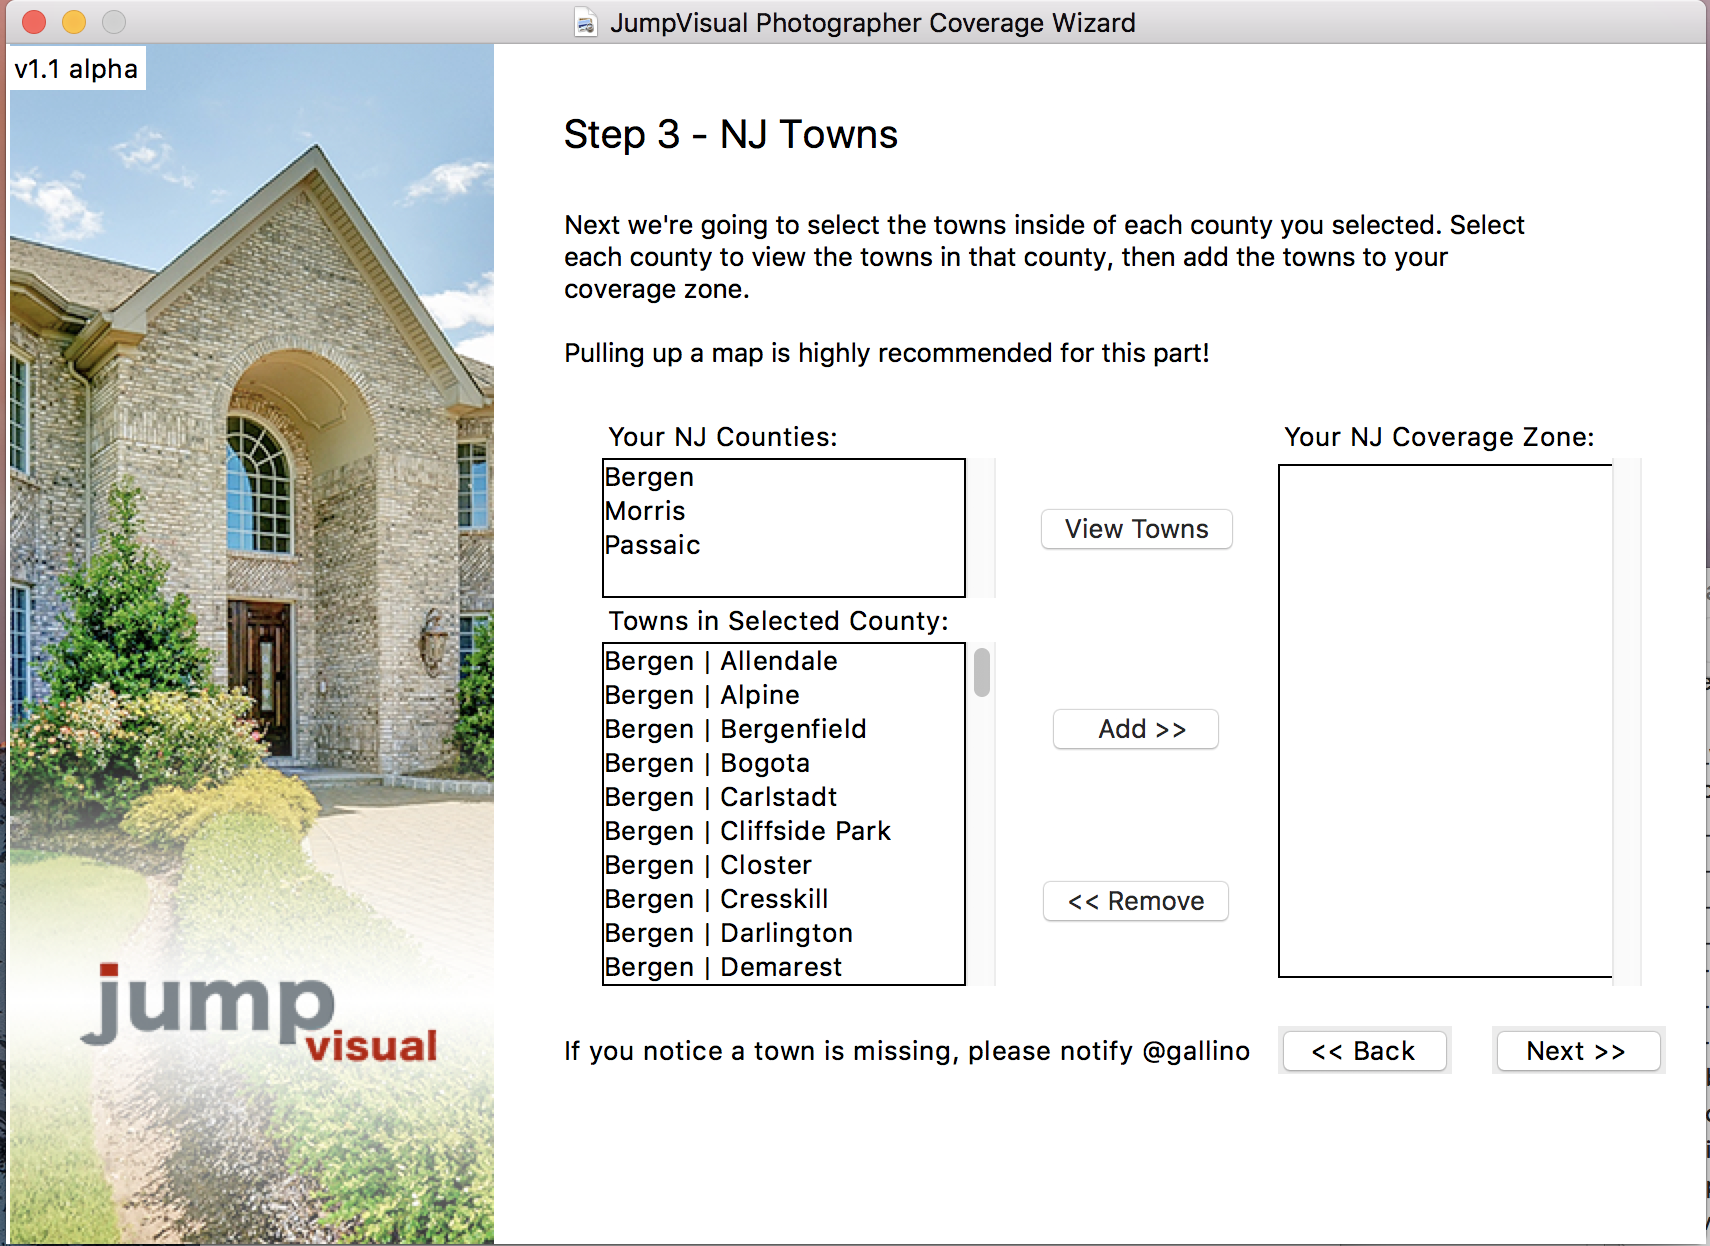 JumpVisual Photographer Coverage Wizard
v1.1 alpha
Step 3 - NJ Towns
Next we're going to select the towns inside of each county you selected. Select
each county to view the towns in that county, then add the towns to your
coverage zone.
Pulling up a map is highly recommended for this part!
Your NJ Counties:
Bergen
Morris
Passaic
View Towns
Towns in Selected County:
Bergen | Allendale
Bergen | Alpine
Bergen | Bergenfield
Bergen | Bogota
Bergen | Carlstadt
Bergen | Cliffside Park
Bergen | Closter
Bergen | Cresskill
Bergen | Darlington
Bergen | Demarest
Add >>
<< Remove
Your NJ Coverage Zone:
jump
visual
If you notice a town is missing, please notify @gallino
<< Back
Next >>